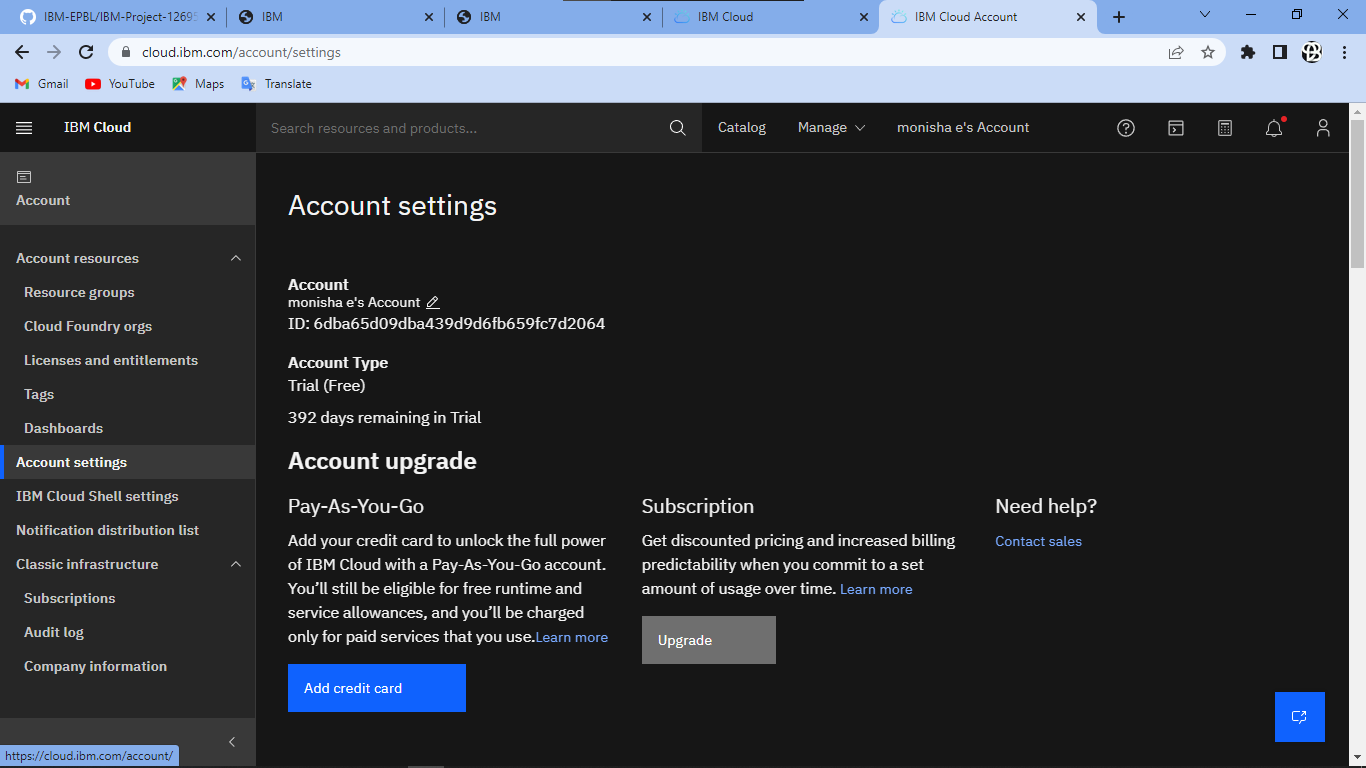 IBM-EPBL/IBM-Project-12695
IBM
IBM
IBM Cloud
IBM Cloud Account
cloud.ibm.com/account/settings
Gmail
YouTube
Maps
Translate
IBM Cloud
Search resources and products...
Catalog
Manage
monisha e's Account
Account
Account resources
Resource groups
Cloud Foundry orgs
Licenses and entitlements
Tags
Dashboards
Account settings
IBM Cloud Shell settings
Notification distribution list
Classic infrastructure
Subscriptions
Audit log
Company information
https://cloud.ibm.com/account/
Account settings
Account
monisha e's Account
ID: 6dba65d09dba439d9d6fb659fc7d2064
Account Type
Trial (Free)
392 days remaining in Trial
Account upgrade
Pay-As-You-Go
Add your credit card to unlock the full power
of IBM Cloud with a Pay-As-You-Go account.
You’ll still be eligible for free runtime and
service allowances, and you’ll be charged
only for paid services that you use.Learn more
Add credit card
Subscription
Get discounted pricing and increased billing
predictability when you commit to a set
amount of usage over time. Learn more
Upgrade
Need help?
Contact sales